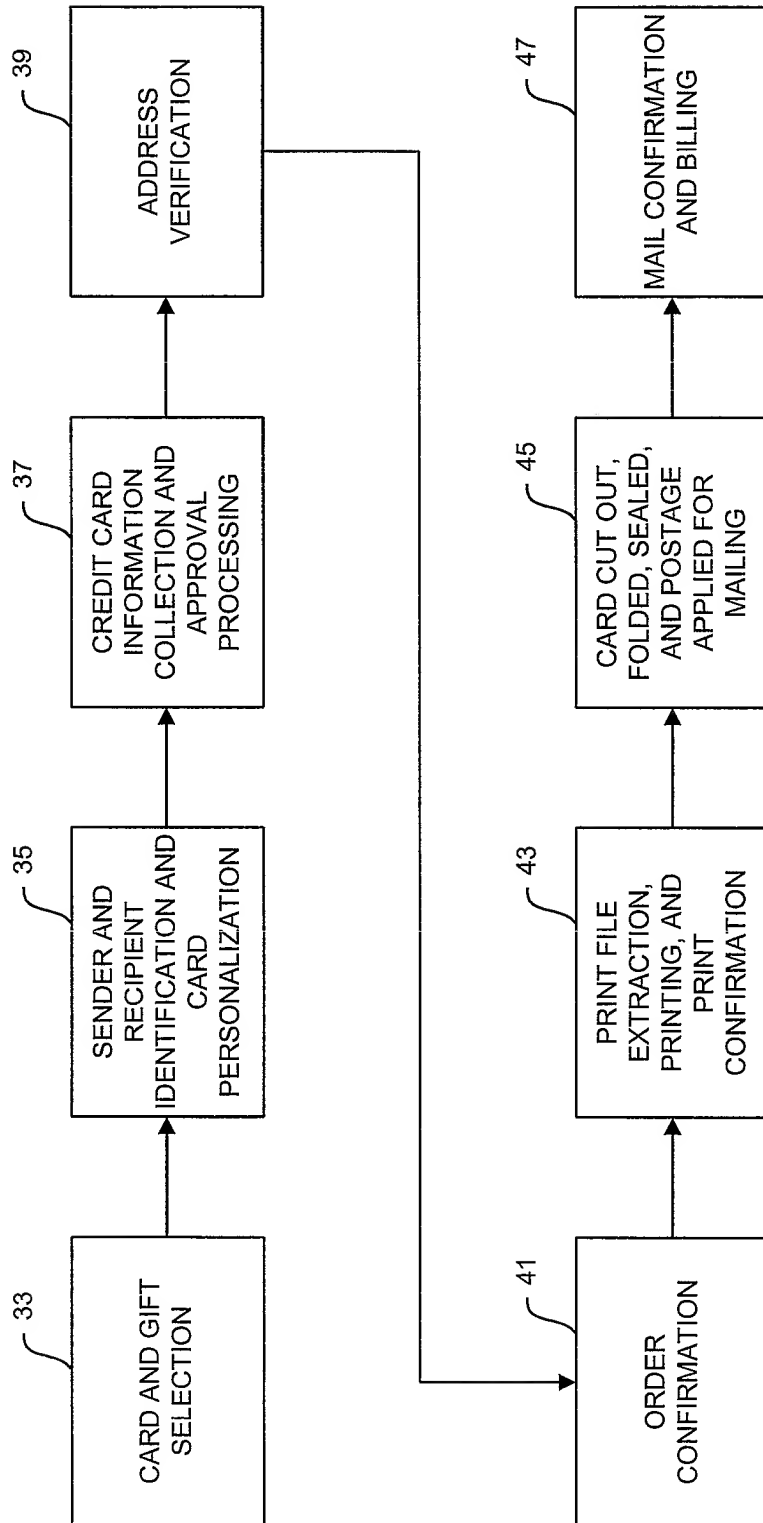 33
CARD AND GIFT
SELECTION
35
SENDER AND
RECIPIENT
IDENTIFICATION AND
CARD
PERSONALIZATION
37
CREDIT CARD
INFORMATION
COLLECTION AND
APPROVAL
PROCESSING
39
ADDRESS
VERIFICATION
41
ORDER
CONFIRMATION
43
PRINT FILE
EXTRACTION,
PRINTING, AND
PRINT
CONFIRMATION
45
CARD CUT OUT,
FOLDED, SEALED,
AND POSTAGE
APPLIED FOR
MAILING
47
MAIL CONFIRMATION
AND BILLING